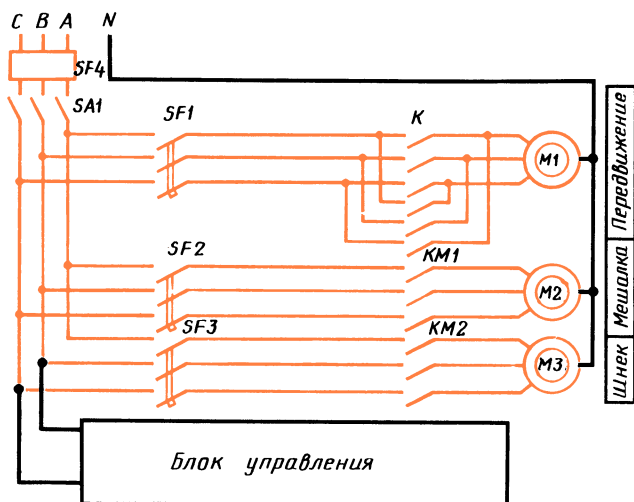 C B A N
SF4
SA1
SF1
K
M1
Передвижение
SF2
KM1
M2
Мешалка
SF3
KM2
M3
Шнек
Блок управления